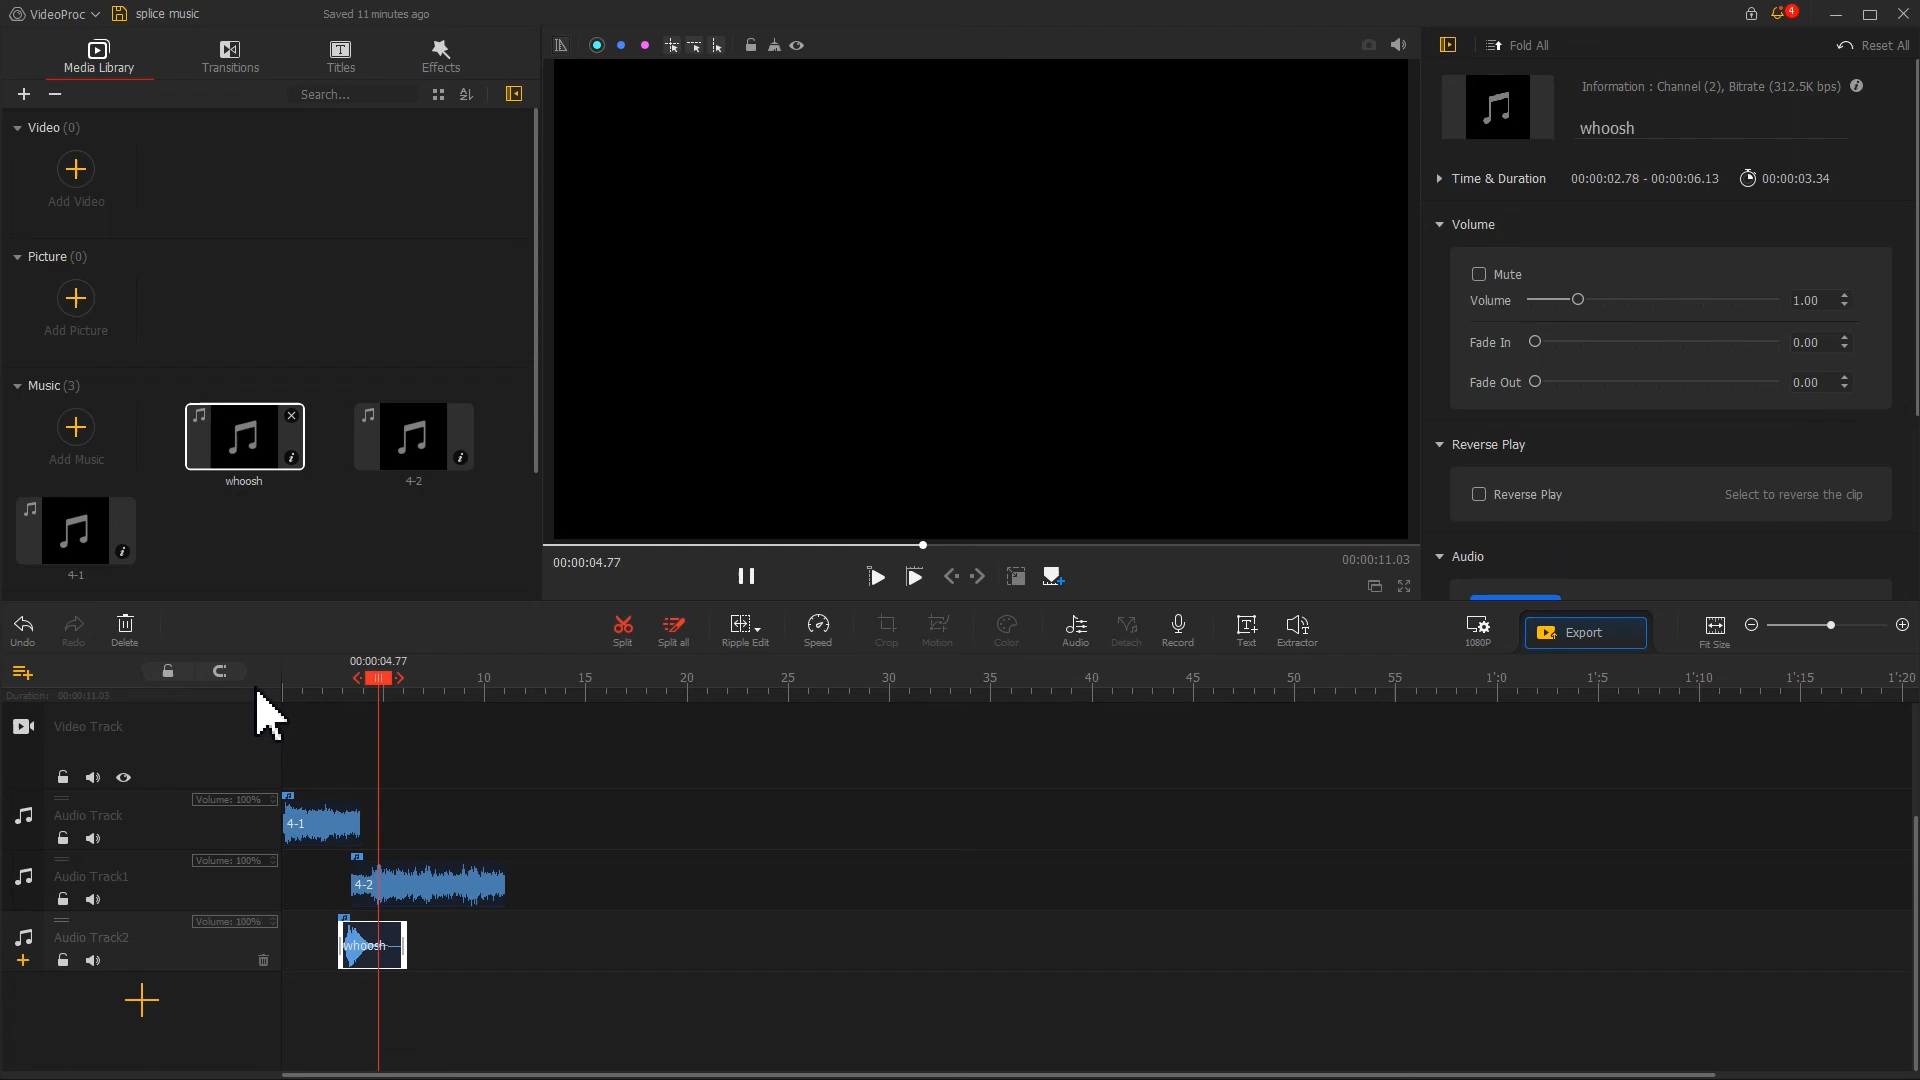 VideoProc splice music Saved 11 minutes ago 4
Media Library Transitions Titles Effects
Fold All Reset All
Search...
Information : Channel (2), Bitrate (312.5K bps)
whoosh
Video (0)
Add Video
Time & Duration 00:00:02.78 - 00:00:06.13 00:00:03.34
Volume
Picture (0)
Add Picture
Mute
Volume 1.00
Fade In 0.00
Fade Out 0.00
Music (3)
Add Music
whoosh
4-2
4-1
Reverse Play
Reverse Play Select to reverse the clip
Audio
00:00:04.77 00:00:11.03
Undo Redo Delete Split Split all Ripple Edit Speed Crop Motion Color Audio Detach Record Text Extractor 1080P Export Fit Size
00:00:04.77
10 15 20 25 30 35 40 45 50 55 1':0 1':5 1':10 1':15 1':20
Duration: 00:00:11.03
Video Track
Volume: 100%
Audio Track
4-1
Volume: 100%
Audio Track1
4-2
Volume: 100%
Audio Track2
whoosh